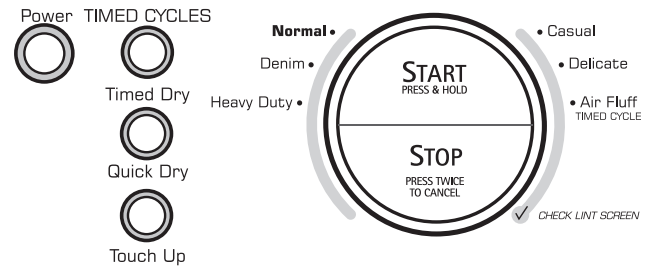 Power
TIMED CYCLES
Timed Dry
Quick Dry
Touch Up
Normal
Denim
Heavy Duty
START
PRESS & HOLD
STOP
PRESS TWICE
TO CANCEL
Casual
Delicate
Air Fluff
TIMED CYCLE
CHECK LINT SCREEN